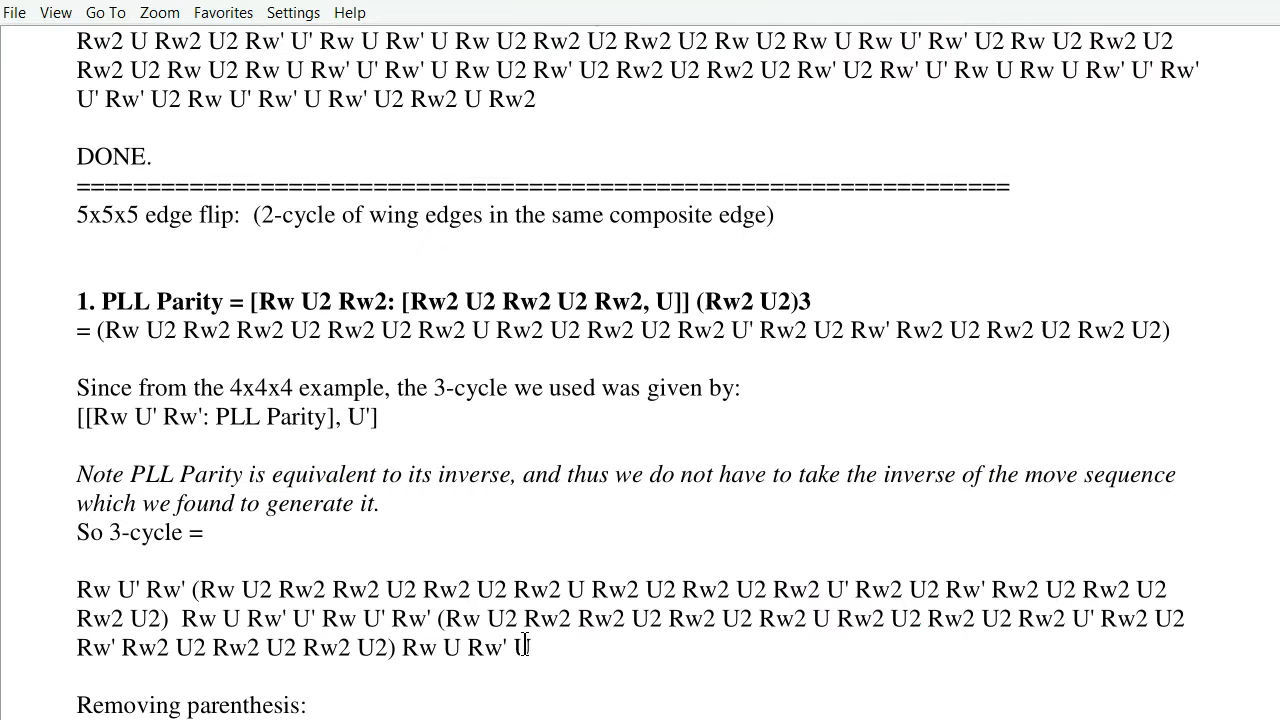 File View Go To Zoom Favorites Settings Help
Rw2 U Rw2 U2 Rw' U' Rw U Rw' U Rw U2 Rw2 U2 Rw2 U2 Rw U2 Rw U Rw U' Rw' U2 Rw U2 Rw2 U2
Rw2 U2 Rw U2 Rw U Rw' U' Rw' U Rw U2 Rw' U2 Rw2 U2 Rw2 U2 Rw' U2 Rw' U' Rw U Rw U Rw' U' Rw'
U' Rw' U2 Rw U' Rw' U Rw' U2 Rw2 U Rw2
DONE.
===================================================================
5x5x5 edge flip: (2-cycle of wing edges in the same composite edge)
1. PLL Parity = [Rw U2 Rw2: [Rw2 U2 Rw2 U2 Rw2, U]] (Rw2 U2)3
= (Rw U2 Rw2 Rw2 U2 Rw2 U2 Rw2 U Rw2 U2 Rw2 U2 Rw2 U' Rw2 U2 Rw' Rw2 U2 Rw2 U2 Rw2 U2)
Since from the 4x4x4 example, the 3-cycle we used was given by:
[[Rw U' Rw': PLL Parity], U']
Note PLL Parity is equivalent to its inverse, and thus we do not have to take the inverse of the move sequence
which we found to generate it.
So 3-cycle =
Rw U' Rw' (Rw U2 Rw2 Rw2 U2 Rw2 U2 Rw2 U Rw2 U2 Rw2 U2 Rw2 U' Rw2 U2 Rw' Rw2 U2 Rw2 U2
Rw2 U2) Rw U Rw' U' Rw U' Rw' (Rw U2 Rw2 Rw2 U2 Rw2 U2 Rw2 U Rw2 U2 Rw2 U2 Rw2 U' Rw2 U2
Rw' Rw2 U2 Rw2 U2 Rw2 U2) Rw U Rw' U
Removing parenthesis: